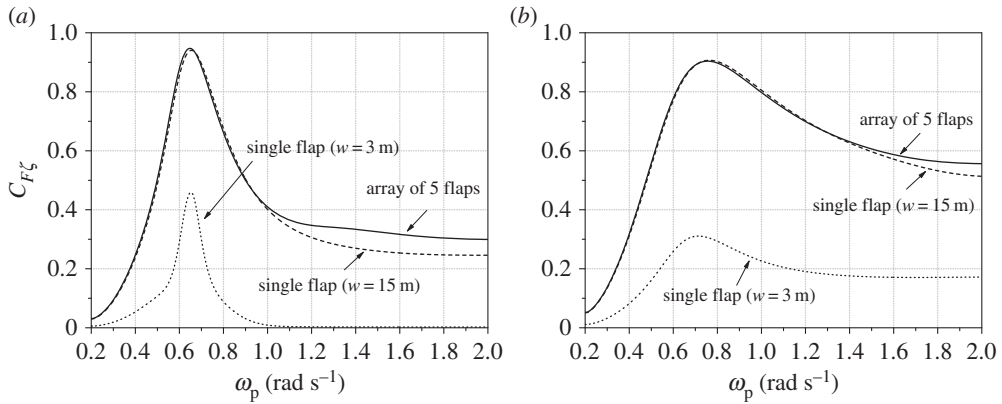 (a)
1.0
0.8
0.6
0.4
0.2
0
C_{Fζ}
single flap (w = 3 m)
array of 5 flaps
single flap (w = 15 m)
0.2 0.4 0.6 0.8 1.0 1.2 1.4 1.6 1.8 2.0
ω_p (rad s⁻¹)
(b)
1.0
0.8
0.6
0.4
0.2
0
array of 5 flaps
single flap (w = 15 m)
single flap (w = 3 m)
0.2 0.4 0.6 0.8 1.0 1.2 1.4 1.6 1.8 2.0
ω_p (rad s⁻¹)